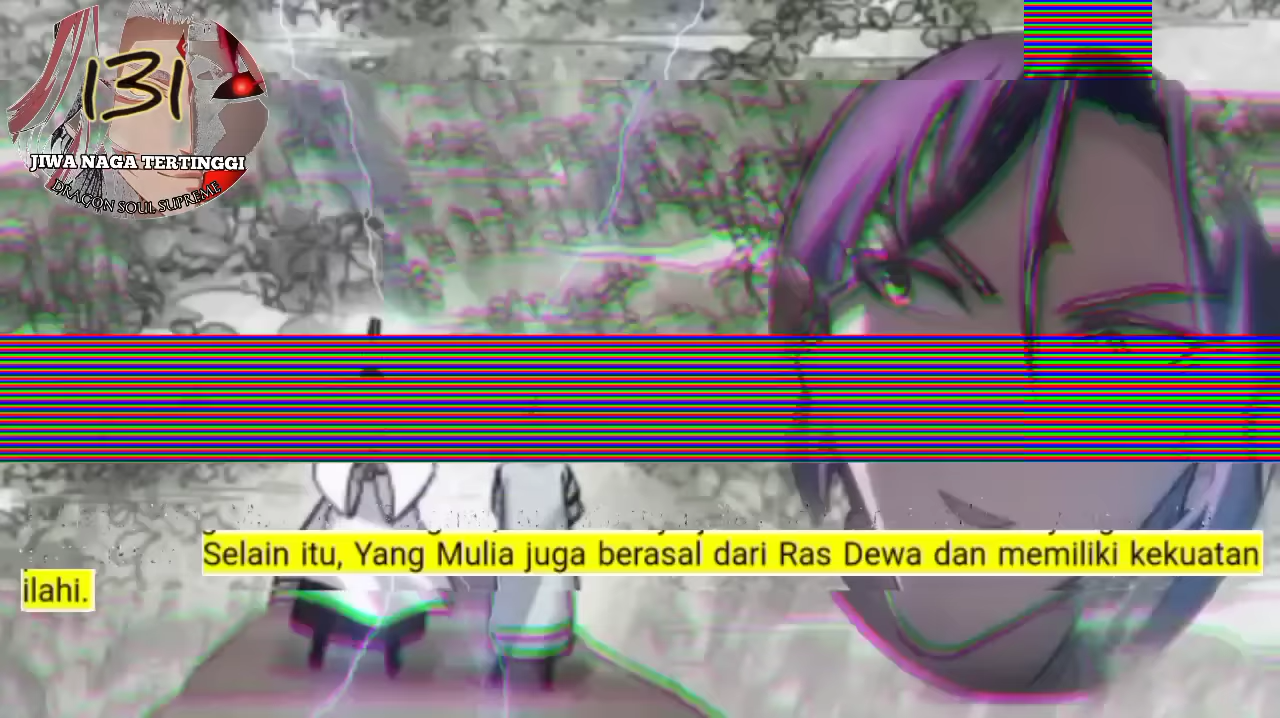 131
JIWA NAGA TERTINGGI
DRAGON SOUL SUPREME
Selain itu, Yang Mulia juga berasal dari Ras Dewa dan memiliki kekuatan
ilahi.